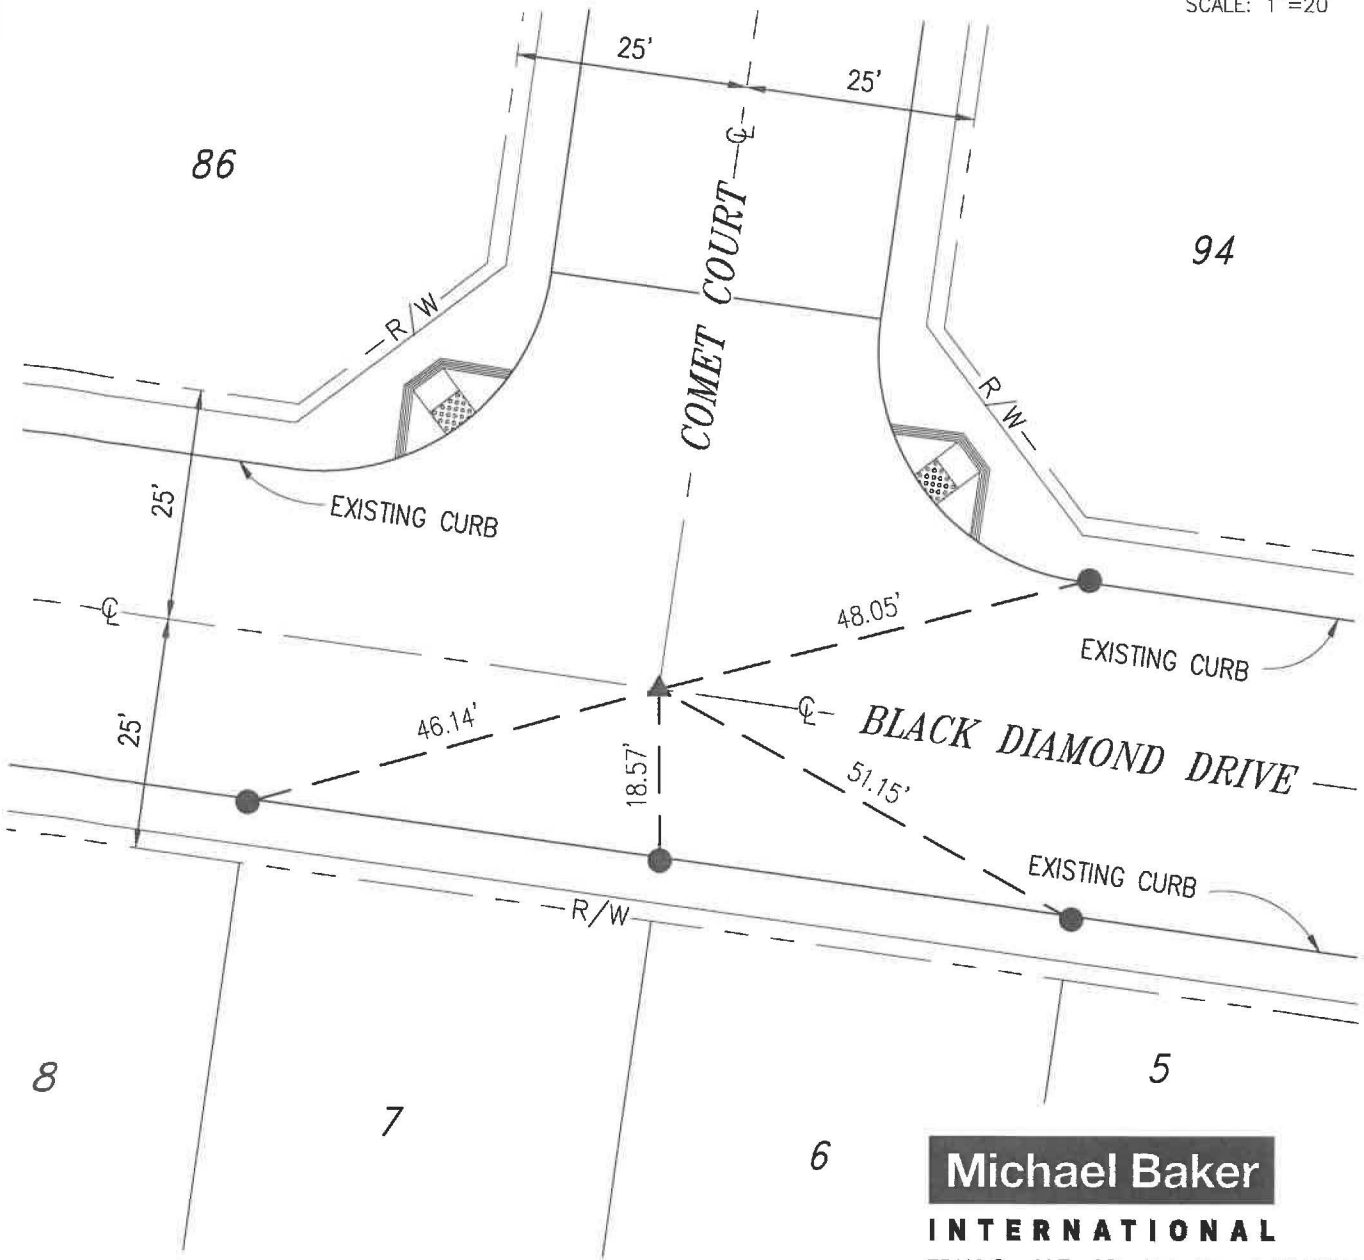 SCALE: 1"=20'
25'
25'
86
94
COMET COURT
℄
R/W
R/W
25'
EXISTING CURB
℄
48.05'
EXISTING CURB
46.14'
℄
BLACK DIAMOND DRIVE
25'
18.57'
51.15'
EXISTING CURB
R/W
8
7
6
5
Michael Baker
INTERNATIONAL